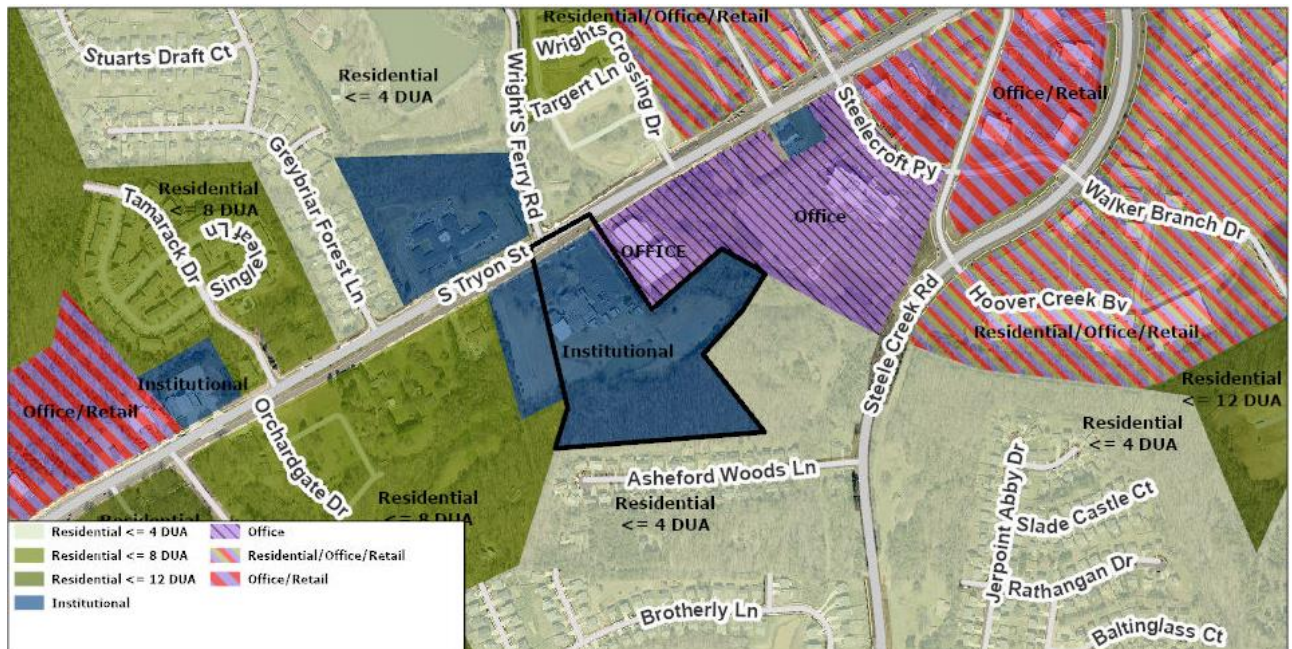 Residential/Office/Retail
Stuarts Draft Ct
Wrights Crossing Dr
Targert Ln
Residential
<= 4 DUA
Wright'S Ferry Rd
Greybriar Forest Ln
Steelecroft Py
Office/Retail
Walker Branch Dr
Residential
<= 8 DUA
Tamarack Dr
Singleleaf Ln
S Tryon St
OFFICE
Office
Steele Creek Rd
Hoover Creek Bv
Residential/Office/Retail
Institutional
Institutional
Office/Retail
Orchardgate Dr
Residential
<= 12 DUA
Residential
<= 4 DUA
Asheford Woods Ln
Residential
<= 4 DUA
Residential
<= 8 DUA
Residential
Jerpoint Abby Dr
Slade Castle Ct
Rathangan Dr
Baltinglass Ct
Brotherly Ln
Residential <= 4 DUA
Residential <= 8 DUA
Residential <= 12 DUA
Institutional
Office
Residential/Office/Retail
Office/Retail